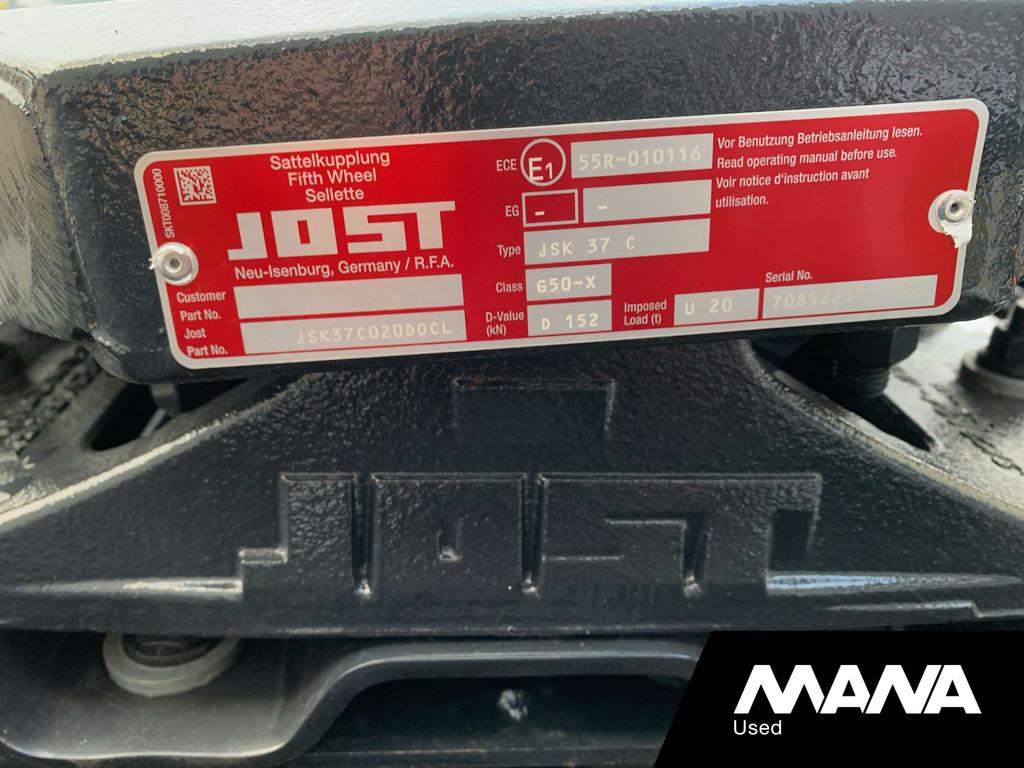 SKT008710000
Sattelkupplung
Fifth Wheel
Sellette
JOST
Neu-Isenburg, Germany / R.F.A.
Customer
Part No.
Jost
Part No. JSK37C020D0CL
ECE E1 55R-010116
EG - -
Type JSK 37 C
Class G50-X
D-Value
(kN) D 152
Imposed
Load (t) U 20
Vor Benutzung Betriebsanleitung lesen.
Read operating manual before use.
Voir notice d'instruction avant
utilisation.
Serial No.
JOST
MANA
Used